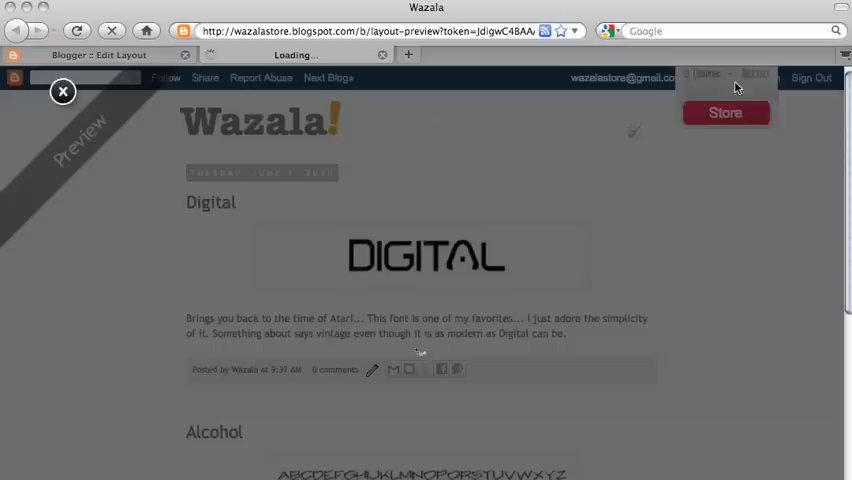 Wazala
http://wazalastore.blogspot.com/b/layout-preview?token=JdigwC4BAA
Google
Blogger :: Edit Layout
Loading...
Follow Share Report Abuse Next Blog»
wazalastore@gmail.co
Sign Out
Store
Preview
Wazala!
Digital
DIGITAL
Brings you back to the time of Atari... This font is one of my favorites... I just adore the simplicity
of it. Something about says vintage even though it is as modern as Digital can be.
Posted by Wazala at 9:37 AM 0 comments
Alcohol
ABCDEFGHIJKLMNOPQRSTUVWXYZ